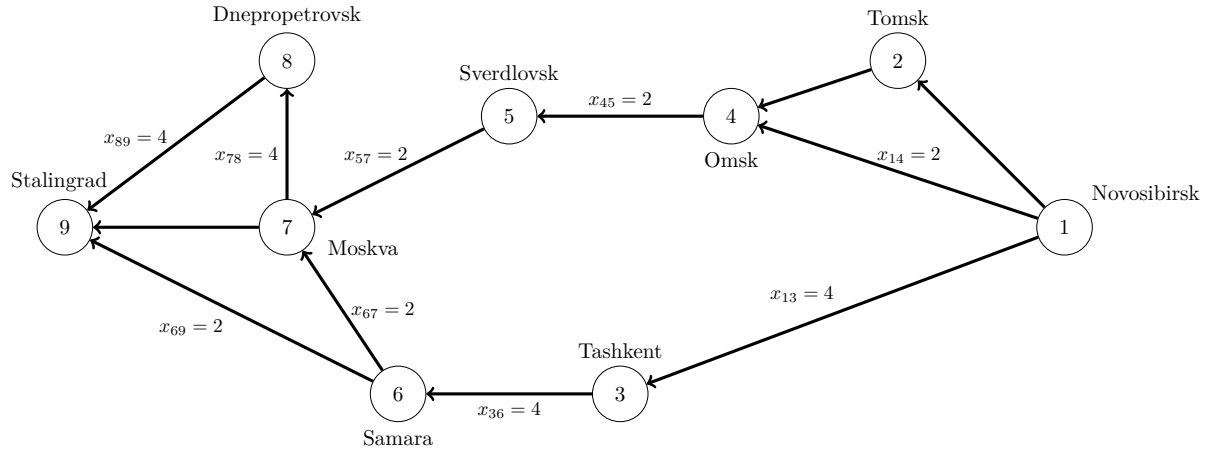 Dnepropetrovsk
8
Tomsk
2
Sverdlovsk
5
x₄₅ = 2
4
Omsk
x₈₉ = 4
x₇₈ = 4
x₅₇ = 2
x₁₄ = 2
Stalingrad
9
7
Moskva
Novosibirsk
1
x₁₃ = 4
x₆₇ = 2
x₆₉ = 2
Tashkent
6
3
x₃₆ = 4
Samara